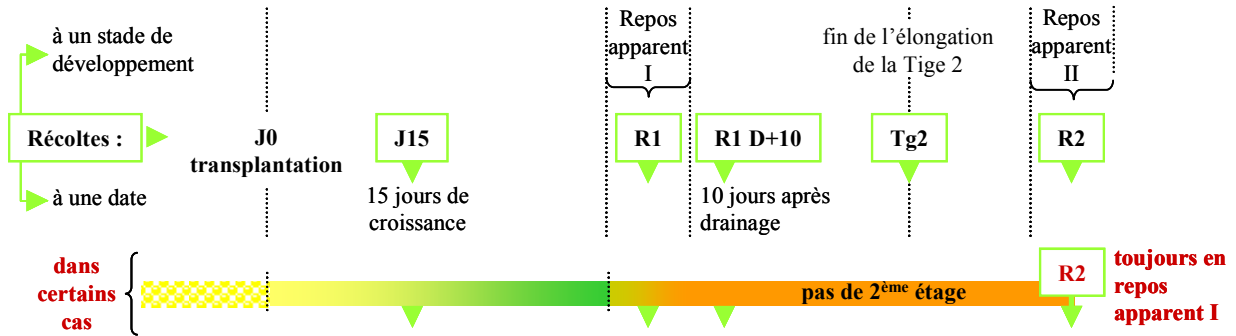 à un stade de
développement
Récoltes :
à une date
J0
transplantation
J15
15 jours de
croissance
Repos
apparent
I
R1
R1 D+10
10 jours après
drainage
fin de l'élongation
de la Tige 2
Tg2
Repos
apparent
II
R2
dans
certains
cas
pas de 2ème étage
R2
toujours en
repos
apparent I